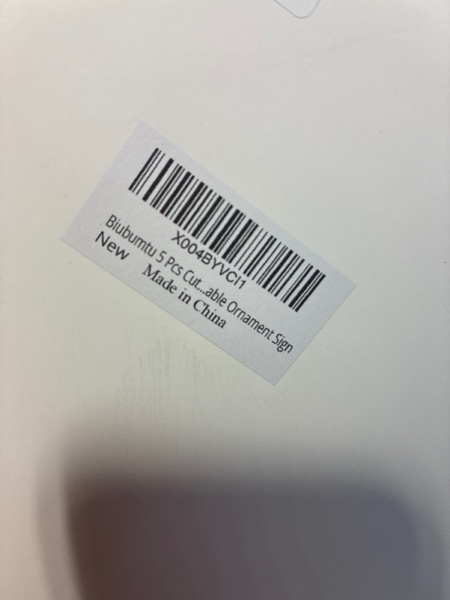 X004BYVCI1
Biubumtu 5 Pcs Cut...able Ornament Sign
New
Made in China